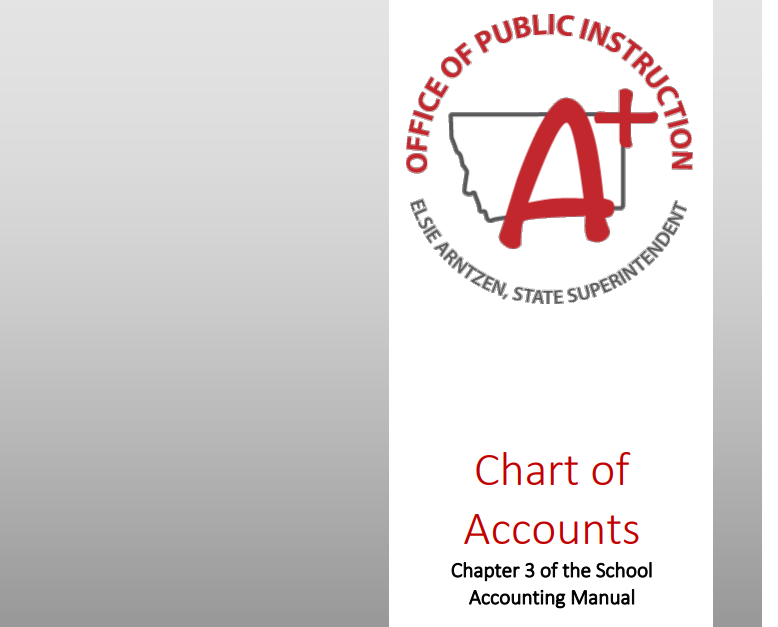 OFFICE OF PUBLIC INSTRUCTION
A+
ELSIE ARNTZEN, STATE SUPERINTENDENT
Chart of
Accounts
Chapter 3 of the School
Accounting Manual